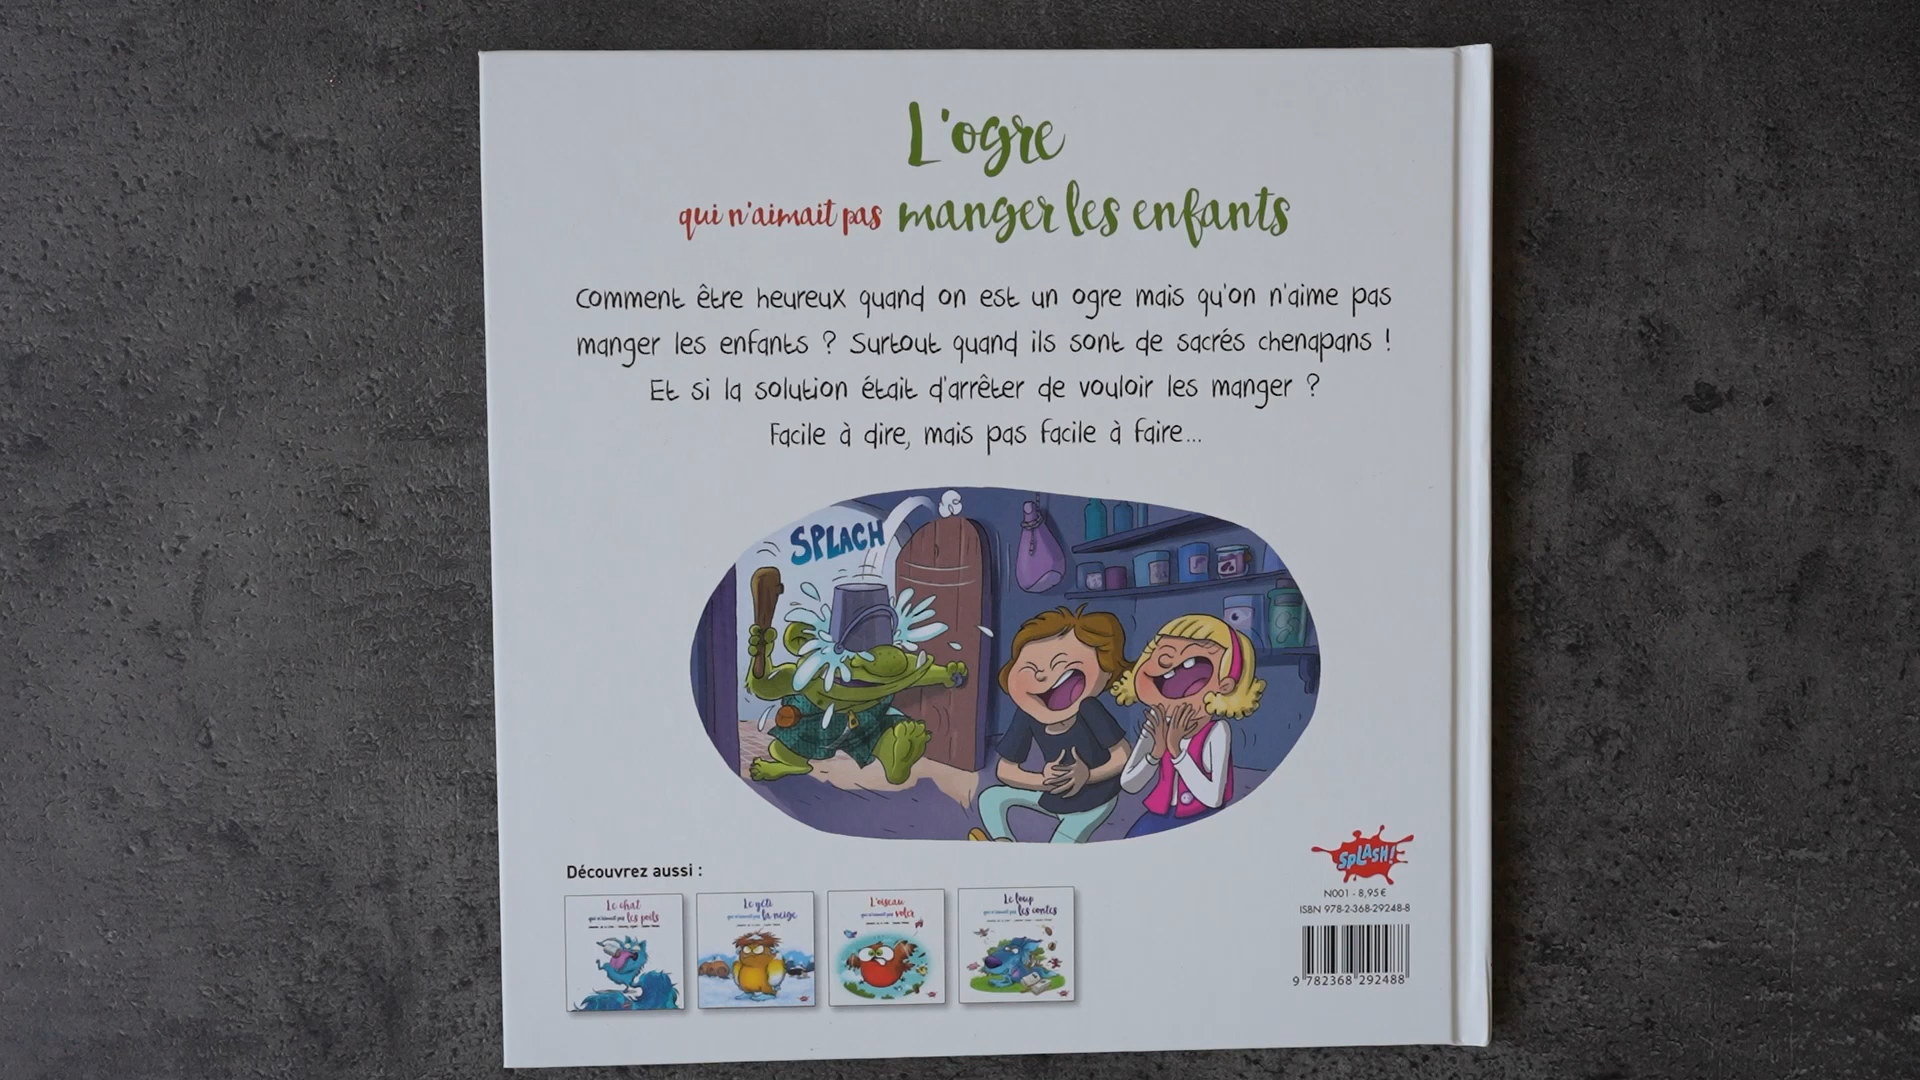 L'ogre
qui n'aimait pas manger les enfants
Comment être heureux quand on est un ogre mais qu'on n'aime pas
manger les enfants ? Surtout quand ils sont de sacrés chenapans !
Et si la solution était d'arrêter de vouloir les manger ?
Facile à dire, mais pas facile à faire...
SPLACH
Découvrez aussi :
Le chat
qui n'aimait pas les poils
Le yéti
qui n'aimait pas la neige
L'oiseau
qui n'aimait pas voler
Le loup
qui n'aimait pas les contes
SPLASH!
N001 - 8,95 €
ISBN 978-2-368-29248-8
9 782368 292488